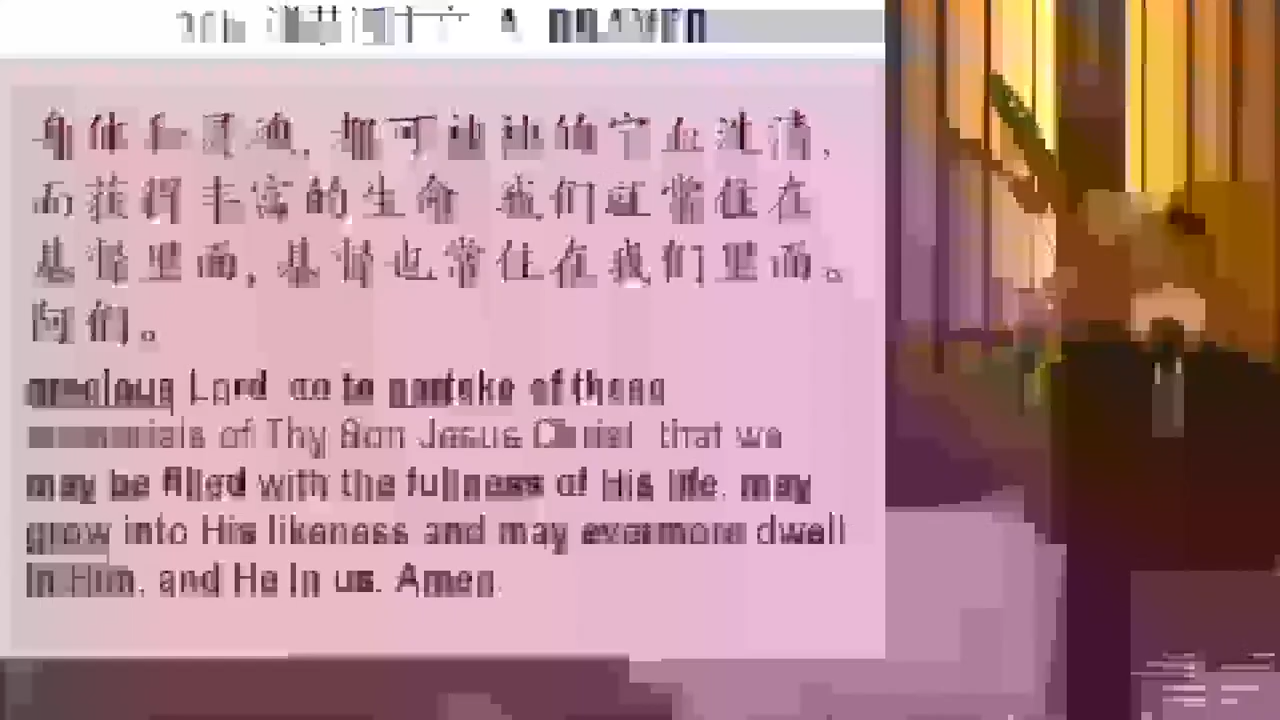 A PRAYER
身体和灵魂，都可被祂的宝血洗清，
而获得丰富的生命 我们证常住在
基督里面，基督也常住在我们里面。
阿们。
gracious Lord so to partake of these
memorials of Thy Son Jesus Christ that we
may be filled with the fullness of His life, may
grow into His likeness and may evermore dwell
in Him, and He in us. Amen